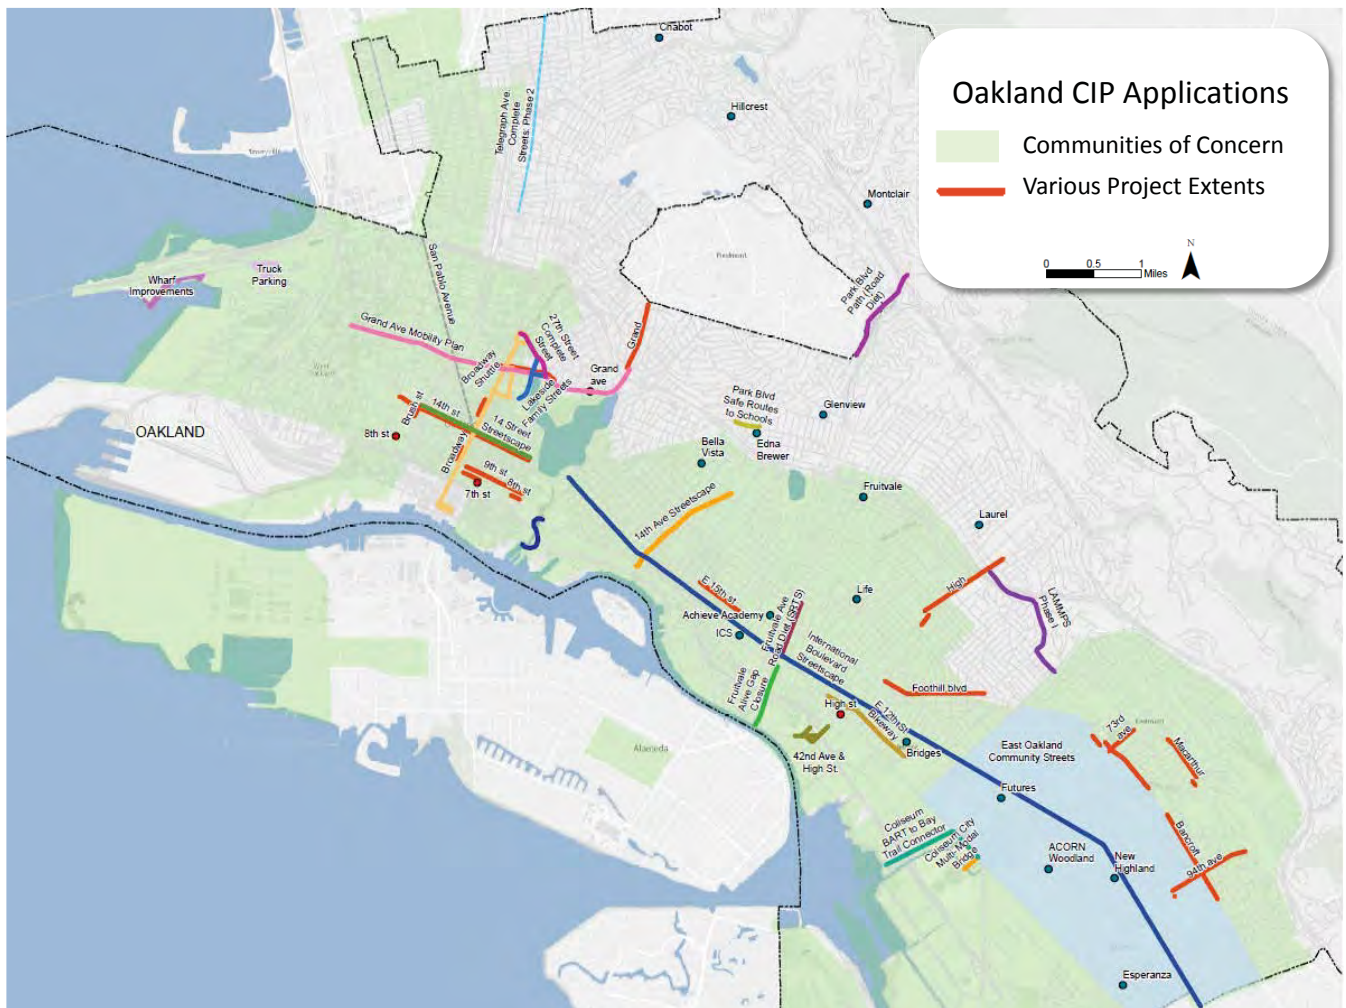 Oakland CIP Applications
Communities of Concern
Various Project Extents
N
0 0.5 1
Miles
Chabot
Hillcrest
Montclair
Piedmont
Telegraph Ave.
Complete
Streets: Phase 2
San Pablo Avenue
Wharf
Improvements
Truck
Parking
Park Blvd
Path (Road
Diet)
Grand Ave Mobility Plan
Broadway
Shuttle
27th Street
Complete
Street
Grand
Grand
ave
Lakeside
Family Streets
Brush st
14th st
14 Street
Streetscape
OAKLAND
8th st
Broadway
9th st
8th st
7th st
Park Blvd
Safe Routes
to Schools
Glenview
Edna
Brewer
Bella
Vista
Fruitvale
Laurel
14th Ave Streetscape
E 15th st
Achieve Academy
ICS
Life
High
LAMMPS
Phase I
Fruitvale Ave
Road Diet (SRTS)
International
Boulevard
Streetscape
Fruitvale
Alive Gap
Closure
Foothill blvd
High st
E 12th St
Bikeway
Bridges
42nd Ave &
High St.
Alameda
East Oakland
Community Streets
73rd
ave
Macarthur
Futures
Coliseum
BART to Bay
Trail Connector
Coliseum City
Multi-Modal
Bridge
ACORN
Woodland
New
Highland
Bancroft
94th ave
Esperanza